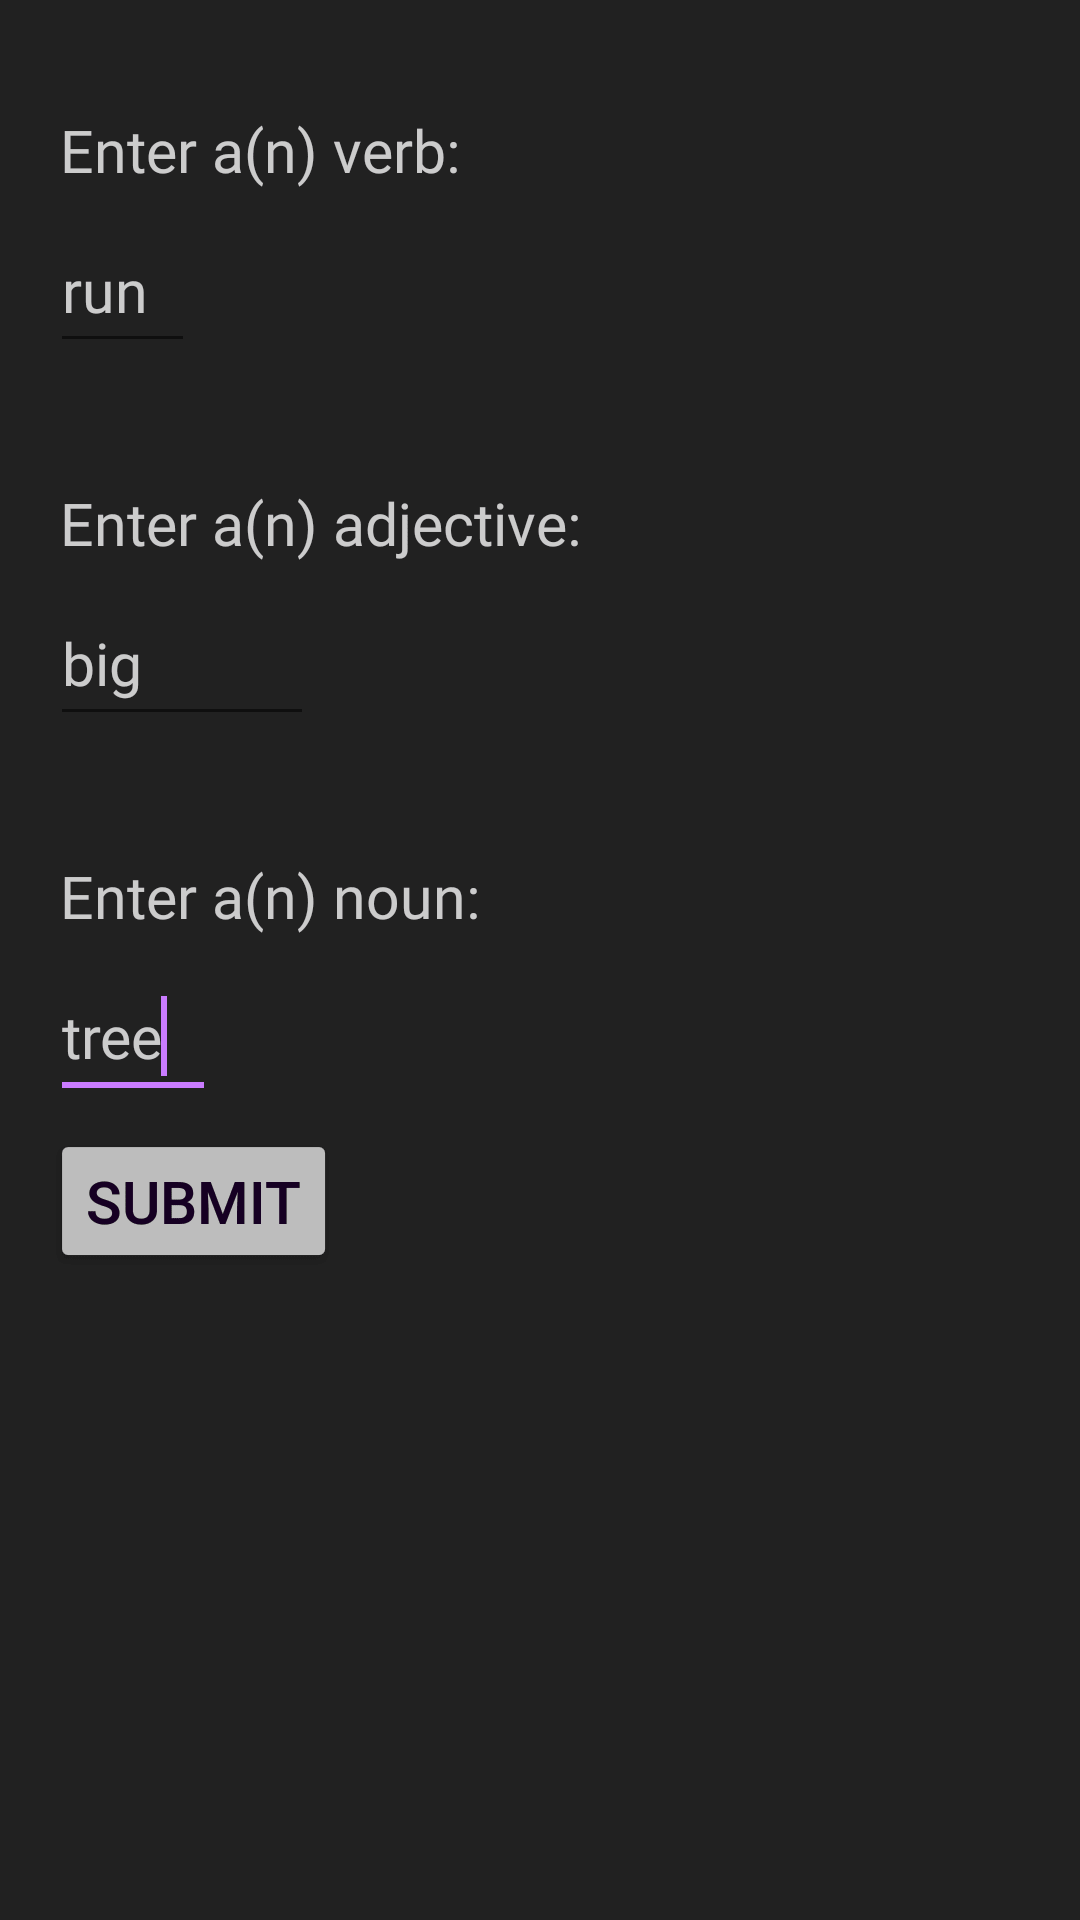 Enter a(n) verb:
run
Enter a(n) adjective:
big
Enter a(n) noun:
tree
SUBMIT